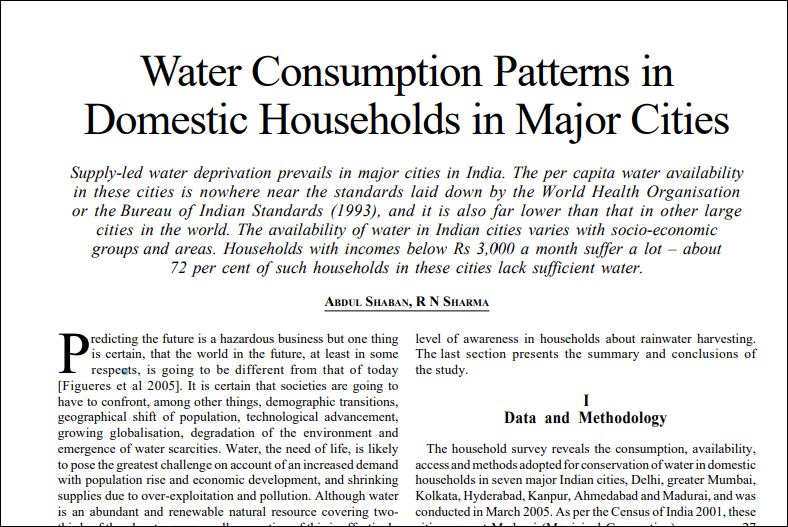 Water Consumption Patterns in
Domestic Households in Major Cities
Supply-led water deprivation prevails in major cities in India. The per capita water availability
in these cities is nowhere near the standards laid down by the World Health Organisation
or the Bureau of Indian Standards (1993), and it is also far lower than that in other large
cities in the world. The availability of water in Indian cities varies with socio-economic
groups and areas. Households with incomes below Rs 3,000 a month suffer a lot – about
72 per cent of such households in these cities lack sufficient water.
ABDUL SHABAN, R N SHARMA
Predicting the future is a hazardous business but one thing
is certain, that the world in the future, at least in some
respects, is going to be different from that of today
[Figueres et al 2005]. It is certain that societies are going to
have to confront, among other things, demographic transitions,
geographical shift of population, technological advancement,
growing globalisation, degradation of the environment and
emergence of water scarcities. Water, the need of life, is likely
to pose the greatest challenge on account of an increased demand
with population rise and economic development, and shrinking
supplies due to over-exploitation and pollution. Although water
is an abundant and renewable natural resource covering two-
level of awareness in households about rainwater harvesting.
The last section presents the summary and conclusions of
the study.
I
Data and Methodology
The household survey reveals the consumption, availability,
access and methods adopted for conservation of water in domestic
households in seven major Indian cities, Delhi, greater Mumbai,
Kolkata, Hyderabad, Kanpur, Ahmedabad and Madurai, and was
conducted in March 2005. As per the Census of India 2001, these